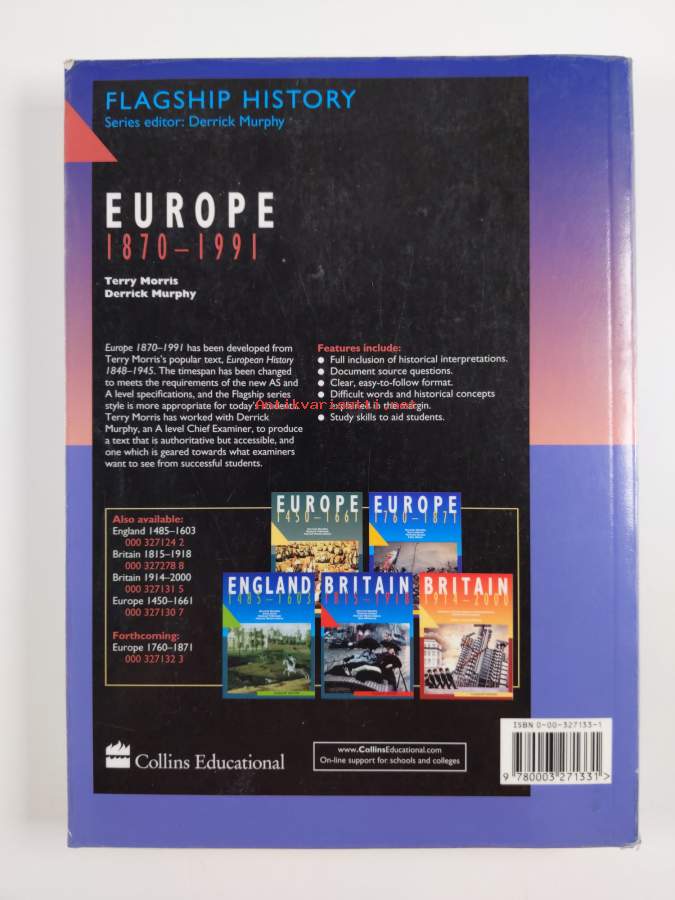 FLAGSHIP HISTORY
Series editor: Derrick Murphy
EUROPE
1870–1991
Terry Morris
Derrick Murphy
Europe 1870–1991 has been developed from
Terry Morris's popular text, European History
1848–1945. The timespan has been changed
to meets the requirements of the new AS and
A level specifications, and the Flagship series
style is more appropriate for today's students.
Terry Morris has worked with Derrick
Murphy, an A level Chief Examiner, to produce
a text that is authoritative but accessible, and
one which is geared towards what examiners
want to see from successful students.
Features include:
● Full inclusion of historical interpretations.
● Document source questions.
● Clear, easy-to-follow format.
● Difficult words and historical concepts
explained in the margin.
● Study skills to aid students.
Antikvariaatti.net
Also available:
England 1485–1603
000 327124 2
Britain 1815–1918
000 327278 8
Britain 1914–2000
000 327131 5
Europe 1450–1661
000 327130 7
Forthcoming:
Europe 1760–1871
000 327132 3
EUROPE
1450–1661
EUROPE
1760–1871
ENGLAND
1485–1603
BRITAIN
1815–1918
BRITAIN
1914–2000
Collins Educational
www.CollinsEducational.com
On-line support for schools and colleges
ISBN 0-00-327133-1
9 780003 271331 >